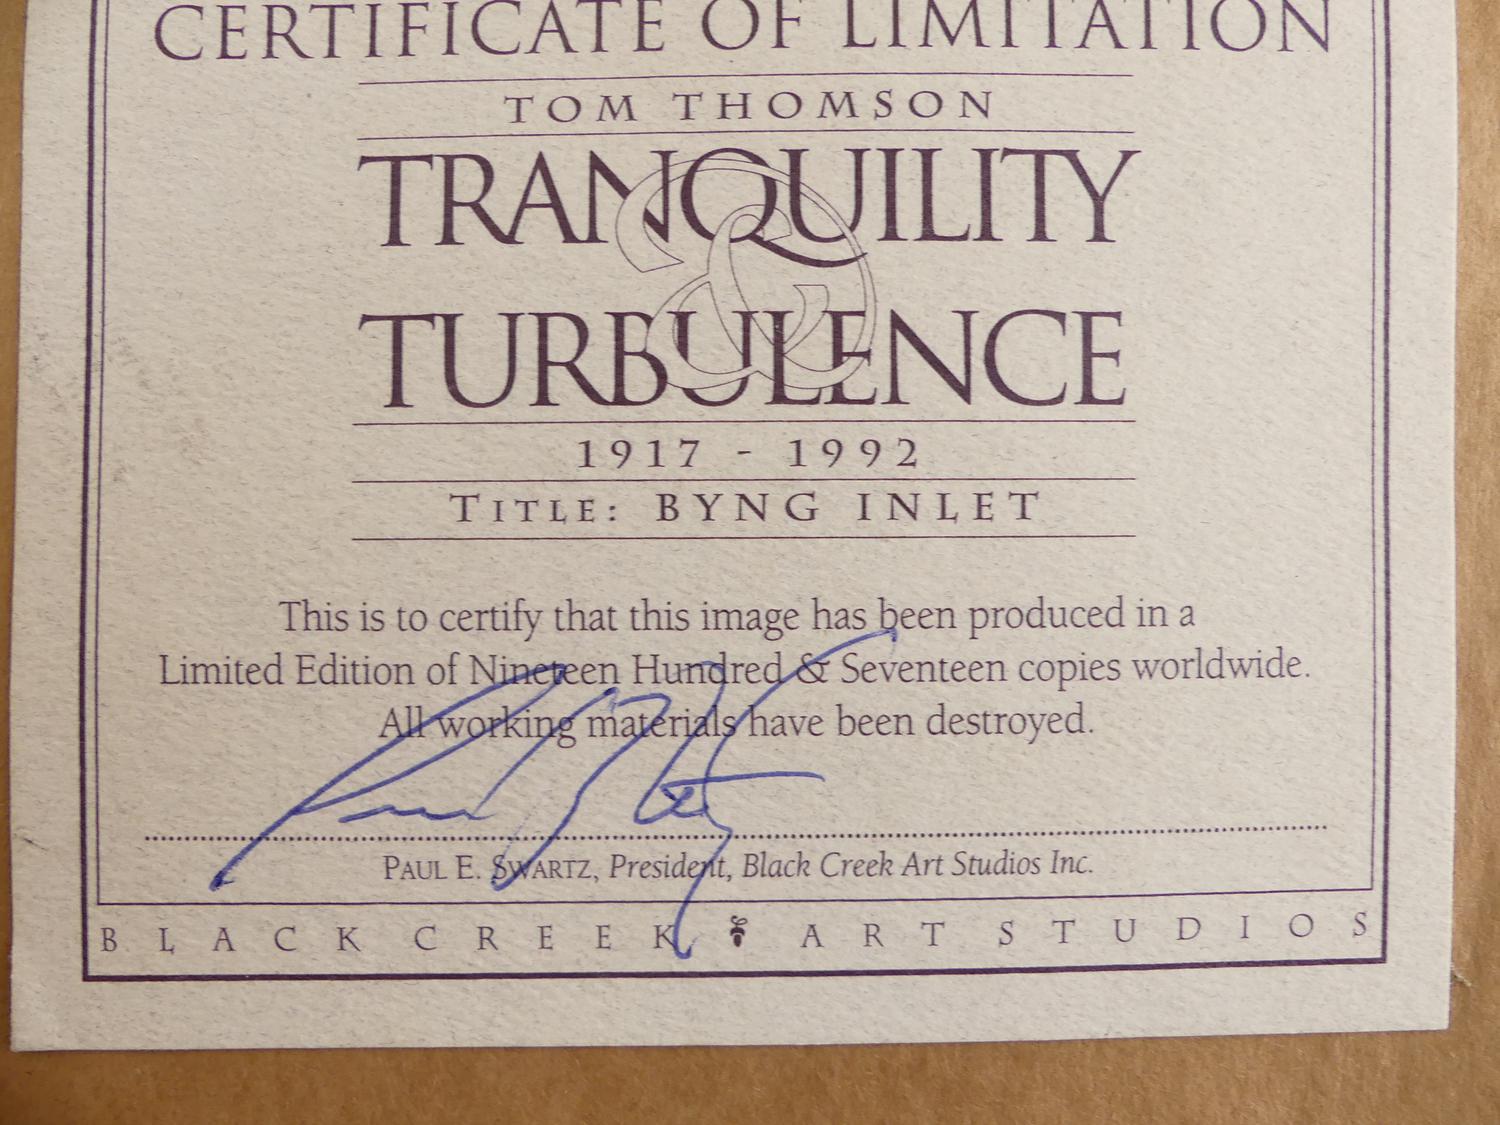 CERTIFICATE OF LIMITATION
TOM THOMSON
TRANQUILITY
&
TURBULENCE
1917 - 1992
TITLE: BYNG INLET
This is to certify that this image has been produced in a
Limited Edition of Nineteen Hundred & Seventeen copies worldwide.
All working materials have been destroyed.
PAUL E. SWARTZ, President, Black Creek Art Studios Inc.
BLACK CREEK ART STUDIOS